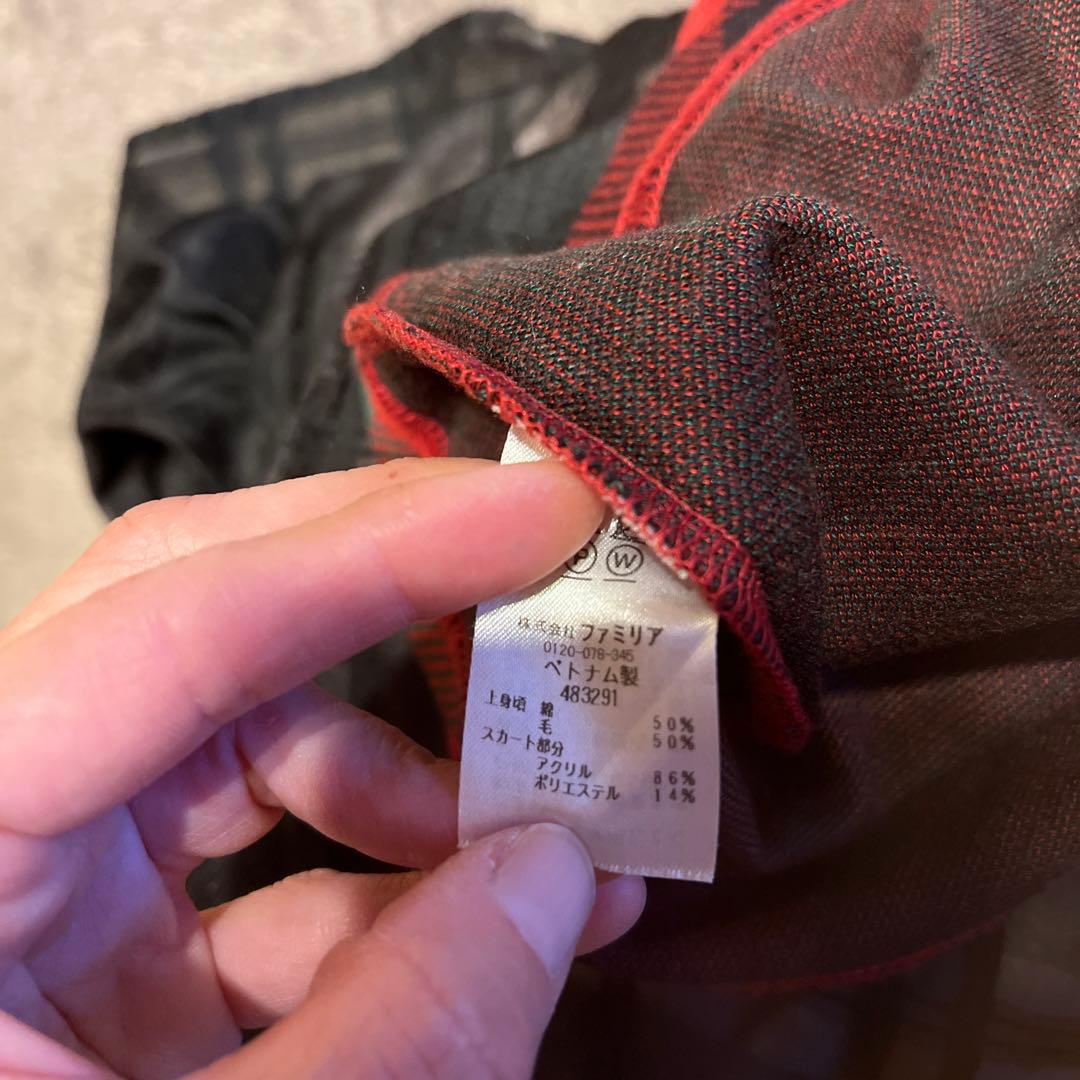 P W
株式会社 ファミリア
0120-078-345
ベトナム製
483291
上身頃 綿 50%
毛 50%
スカート部分
アクリル 86%
ポリエステル 14%